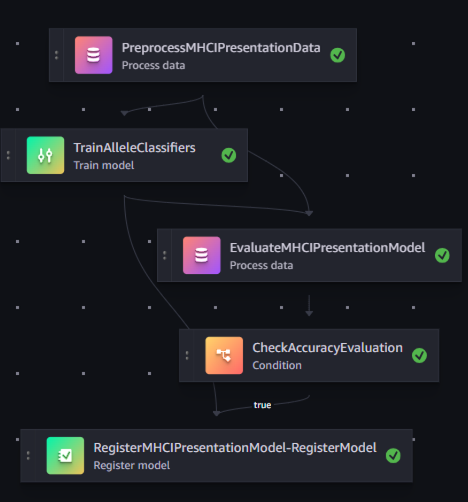 PreprocessMHCIPresentationData
Process data
TrainAlleleClassifiers
Train model
EvaluateMHCIPresentationModel
Process data
CheckAccuracyEvaluation
Condition
true
RegisterMHCIPresentationModel-RegisterModel
Register model